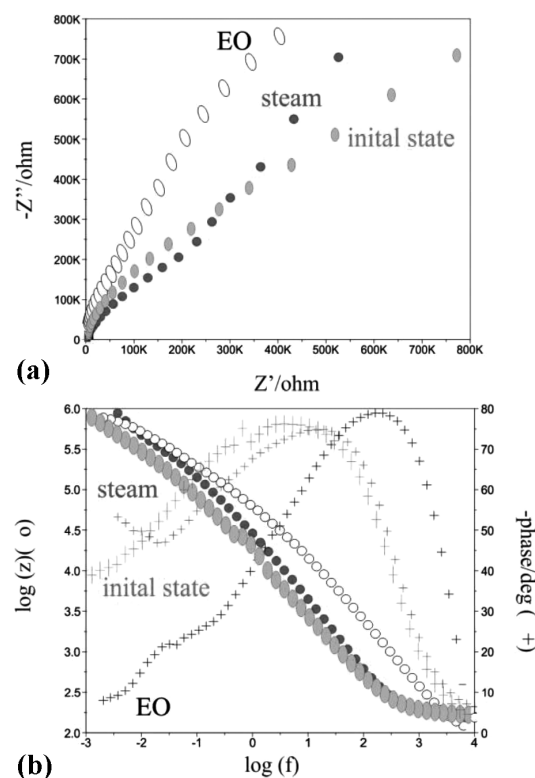 800K
700K
600K
500K
400K
300K
200K
100K
0
-Z''/ohm
EO
steam
inital state
0 100K 200K 300K 400K 500K 600K 700K 800K
Z'/ohm
(a)
6.0
5.5
5.0
4.5
4.0
3.5
3.0
2.5
2.0
log (z)( o)
steam
inital state
EO
80
70
60
50
40
30
20
10
0
-phase/deg ( +)
-3 -2 -1 0 1 2 3 4
log (f)
(b)